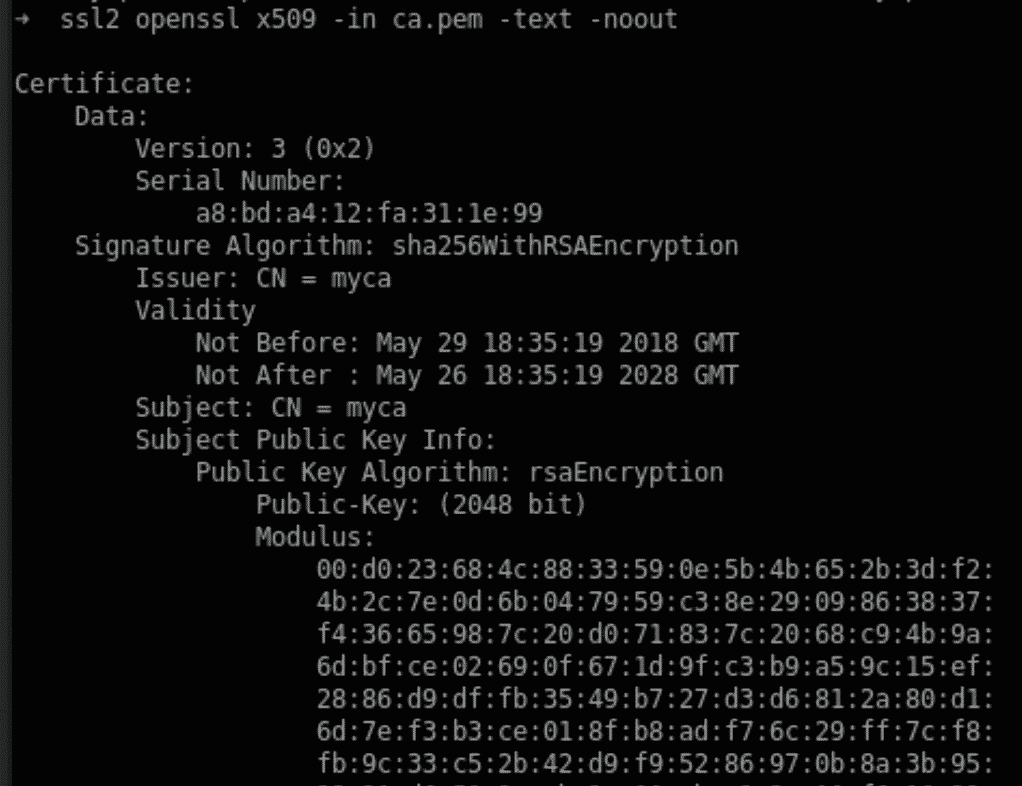 ➜  ssl2 openssl x509 -in ca.pem -text -noout
Certificate:
    Data:
        Version: 3 (0x2)
        Serial Number:
            a8:bd:a4:12:fa:31:1e:99
    Signature Algorithm: sha256WithRSAEncryption
        Issuer: CN = myca
        Validity
            Not Before: May 29 18:35:19 2018 GMT
            Not After : May 26 18:35:19 2028 GMT
        Subject: CN = myca
        Subject Public Key Info:
            Public Key Algorithm: rsaEncryption
                Public-Key: (2048 bit)
                Modulus:
                    00:d0:23:68:4c:88:33:59:0e:5b:4b:65:2b:3d:f2:
                    4b:2c:7e:0d:6b:04:79:59:c3:8e:29:09:86:38:37:
                    f4:36:65:98:7c:20:d0:71:83:7c:20:68:c9:4b:9a:
                    6d:bf:ce:02:69:0f:67:1d:9f:c3:b9:a5:9c:15:ef:
                    28:86:d9:df:fb:35:49:b7:27:d3:d6:81:2a:80:d1:
                    6d:7e:f3:b3:ce:01:8f:b8:ad:f7:6c:29:ff:7c:f8:
                    fb:9c:33:c5:2b:42:d9:f9:52:86:97:0b:8a:3b:95: